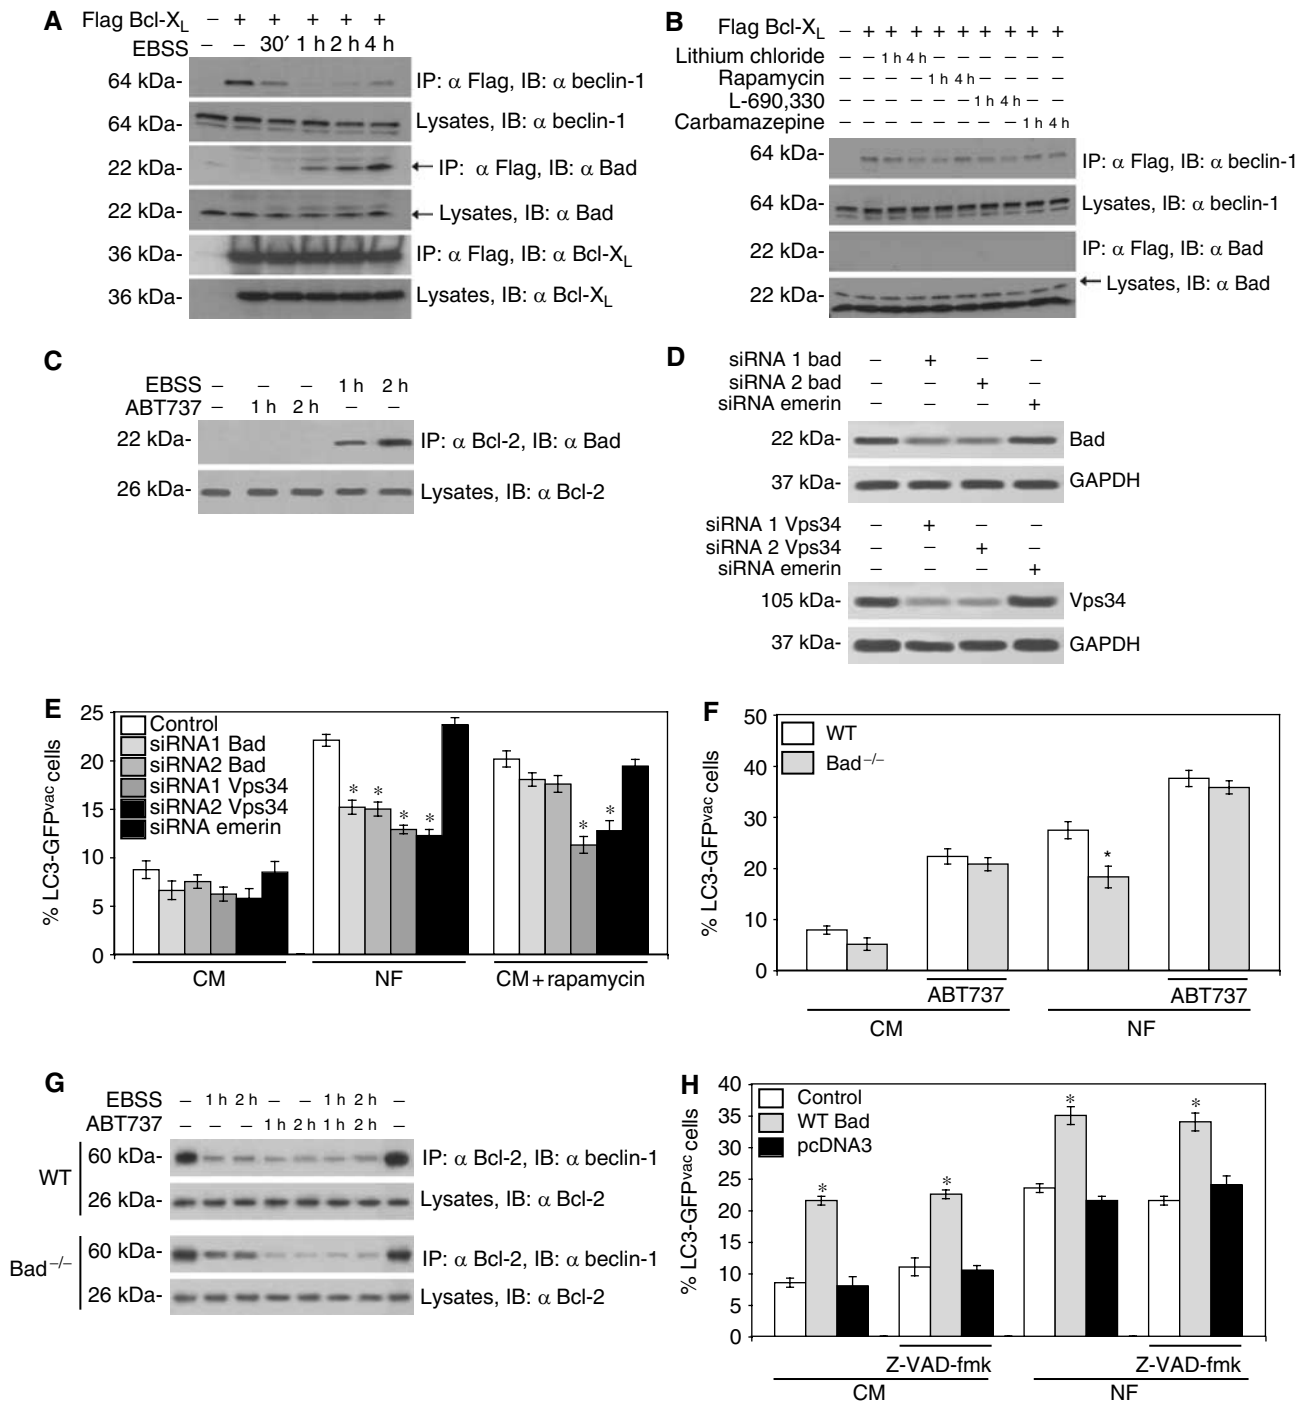 A
Flag Bcl-XL – + + + + +
EBSS – – 30′ 1 h 2 h 4 h
64 kDa- IP: α Flag, IB: α beclin-1
64 kDa- Lysates, IB: α beclin-1
22 kDa- ← IP: α Flag, IB: α Bad
22 kDa- ← Lysates, IB: α Bad
36 kDa- IP: α Flag, IB: α Bcl-XL
36 kDa- Lysates, IB: α Bcl-XL
B
Flag Bcl-XL – + + + + + + + + +
Lithium chloride – – 1 h 4 h – – – – – –
Rapamycin – – – – 1 h 4 h – – – –
L-690,330 – – – – – – 1 h 4 h – –
Carbamazepine – – – – – – – – 1 h 4 h
64 kDa- IP: α Flag, IB: α beclin-1
64 kDa- Lysates, IB: α beclin-1
22 kDa- IP: α Flag, IB: α Bad
22 kDa- ← Lysates, IB: α Bad
C
EBSS – – – 1 h 2 h
ABT737 – 1 h 2 h – –
22 kDa- IP: α Bcl-2, IB: α Bad
26 kDa- Lysates, IB: α Bcl-2
D
siRNA 1 bad – + – –
siRNA 2 bad – – + –
siRNA emerin – – – +
22 kDa- Bad
37 kDa- GAPDH
siRNA 1 Vps34 – + – –
siRNA 2 Vps34 – – + –
siRNA emerin – – – +
105 kDa- Vps34
37 kDa- GAPDH
E
% LC3-GFPvac cells
25
20
15
10
5
0
Control
siRNA1 Bad
siRNA2 Bad
siRNA1 Vps34
siRNA2 Vps34
siRNA emerin
* * * *
* *
CM NF CM+rapamycin
F
% LC3-GFPvac cells
50
40
30
20
10
0
WT
Bad–/–
*
ABT737 ABT737
CM NF
G
EBSS – 1 h 2 h – – 1 h 2 h –
ABT737 – – – 1 h 2 h 1 h 2 h –
WT
60 kDa- IP: α Bcl-2, IB: α beclin-1
26 kDa- Lysates, IB: α Bcl-2
Bad–/–
60 kDa- IP: α Bcl-2, IB: α beclin-1
26 kDa- Lysates, IB: α Bcl-2
H
% LC3-GFPvac cells
40
35
30
25
20
15
10
5
0
Control
WT Bad
pcDNA3
* * * *
Z-VAD-fmk Z-VAD-fmk
CM NF